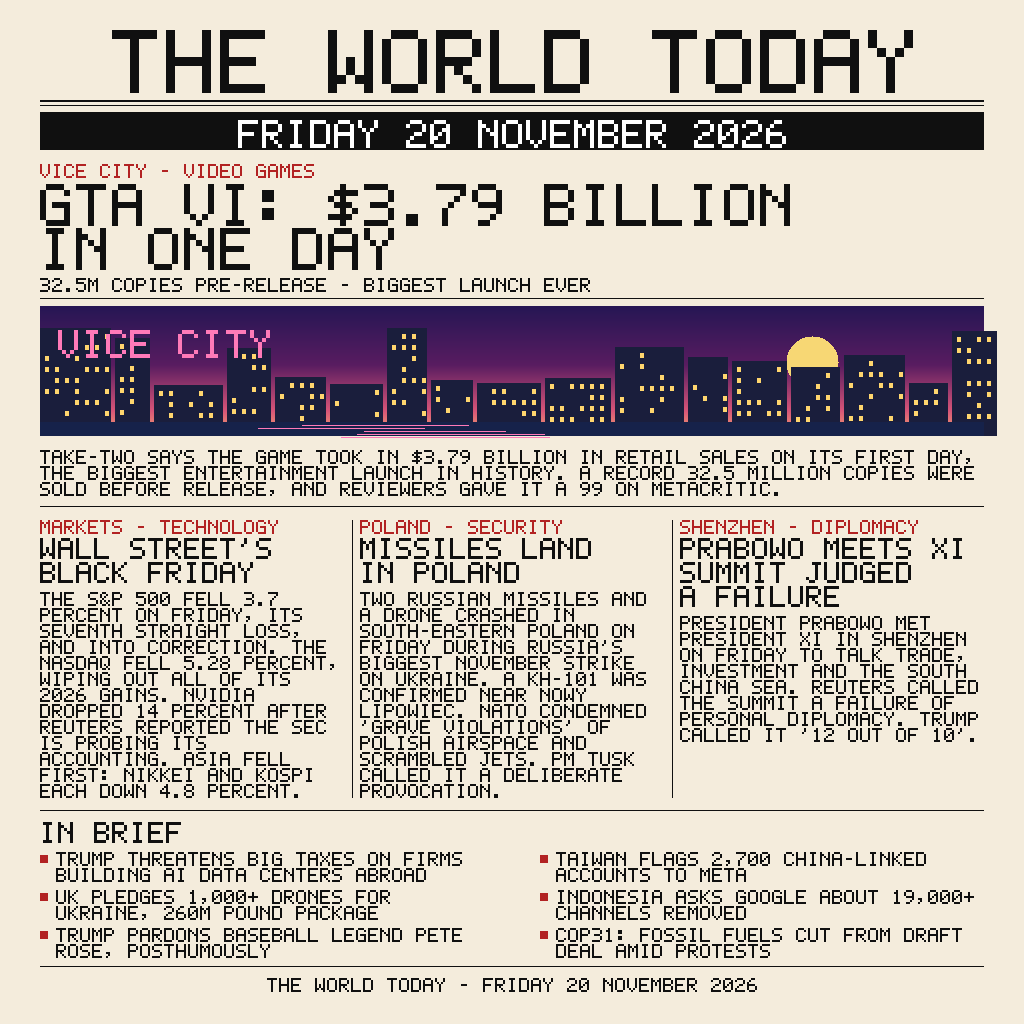 THE WORLD TODAY
FRIDAY 20 NOVEMBER 2026
VICE CITY - VIDEO GAMES
GTA VI: $3.79 BILLION
IN ONE DAY
32.5M COPIES PRE-RELEASE - BIGGEST LAUNCH EVER
VICE CITY
TAKE-TWO SAYS THE GAME TOOK IN $3.79 BILLION IN RETAIL SALES ON ITS FIRST DAY,
THE BIGGEST ENTERTAINMENT LAUNCH IN HISTORY. A RECORD 32.5 MILLION COPIES WERE
SOLD BEFORE RELEASE, AND REVIEWERS GAVE IT A 99 ON METACRITIC.
MARKETS - TECHNOLOGY
WALL STREET'S
BLACK FRIDAY
THE S&P 500 FELL 3.7
PERCENT ON FRIDAY, ITS
SEVENTH STRAIGHT LOSS,
AND INTO CORRECTION. THE
NASDAQ FELL 5.28 PERCENT,
WIPING OUT ALL OF ITS
2026 GAINS. NVIDIA
DROPPED 14 PERCENT AFTER
REUTERS REPORTED THE SEC
IS PROBING ITS
ACCOUNTING. ASIA FELL
FIRST: NIKKEI AND KOSPI
EACH DOWN 4.8 PERCENT.
POLAND - SECURITY
MISSILES LAND
IN POLAND
TWO RUSSIAN MISSILES AND
A DRONE CRASHED IN
SOUTH-EASTERN POLAND ON
FRIDAY DURING RUSSIA'S
BIGGEST NOVEMBER STRIKE
ON UKRAINE. A KH-101 WAS
CONFIRMED NEAR NOWY
LIPOWIEC. NATO CONDEMNED
'GRAVE VIOLATIONS' OF
POLISH AIRSPACE AND
SCRAMBLED JETS. PM TUSK
CALLED IT A DELIBERATE
PROVOCATION.
SHENZHEN - DIPLOMACY
PRABOWO MEETS XI
SUMMIT JUDGED
A FAILURE
PRESIDENT PRABOWO MET
PRESIDENT XI IN SHENZHEN
ON FRIDAY TO TALK TRADE,
INVESTMENT AND THE SOUTH
CHINA SEA. REUTERS CALLED
THE SUMMIT A FAILURE OF
PERSONAL DIPLOMACY. TRUMP
CALLED IT '12 OUT OF 10'.
IN BRIEF
TRUMP THREATENS BIG TAXES ON FIRMS
BUILDING AI DATA CENTERS ABROAD
UK PLEDGES 1,000+ DRONES FOR
UKRAINE, 260M POUND PACKAGE
TRUMP PARDONS BASEBALL LEGEND PETE
ROSE, POSTHUMOUSLY
TAIWAN FLAGS 2,700 CHINA-LINKED
ACCOUNTS TO META
INDONESIA ASKS GOOGLE ABOUT 19,000+
CHANNELS REMOVED
COP31: FOSSIL FUELS CUT FROM DRAFT
DEAL AMID PROTESTS
THE WORLD TODAY - FRIDAY 20 NOVEMBER 2026